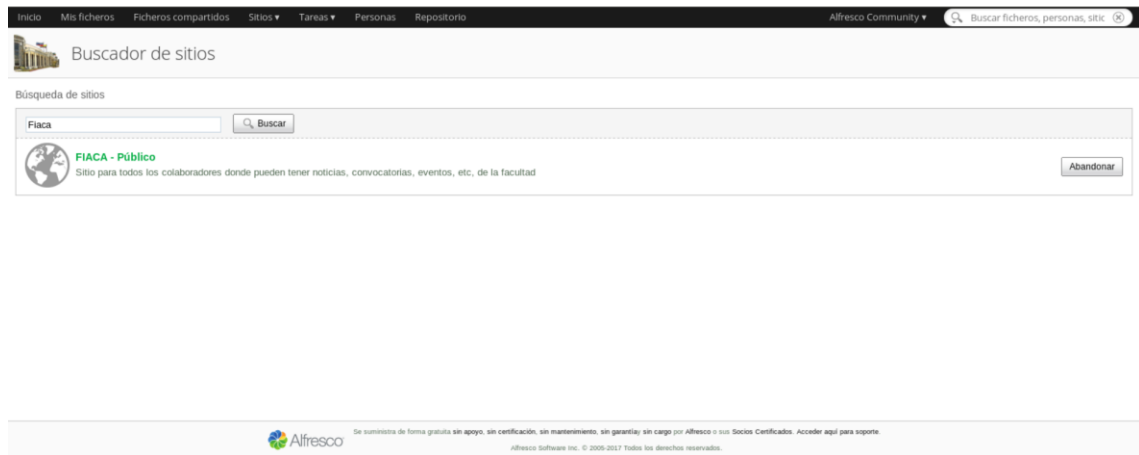 Inicio Mis ficheros Ficheros compartidos Sitios ▾ Tareas ▾ Personas Repositorio Alfresco Community ▾ Buscar ficheros, personas, sitic
Buscador de sitios
Búsqueda de sitios
Fiaca Buscar
FIACA - Público
Sitio para todos los colaboradores donde pueden tener noticias, convocatorias, eventos, etc, de la facultad
Abandonar
Alfresco
Se suministra de forma gratuita sin apoyo, sin certificación, sin mantenimiento, sin garantíay sin cargo por Alfresco o sus Socios Certificados. Acceder aquí para soporte.
Alfresco Software Inc. © 2005-2017 Todos los derechos reservados.